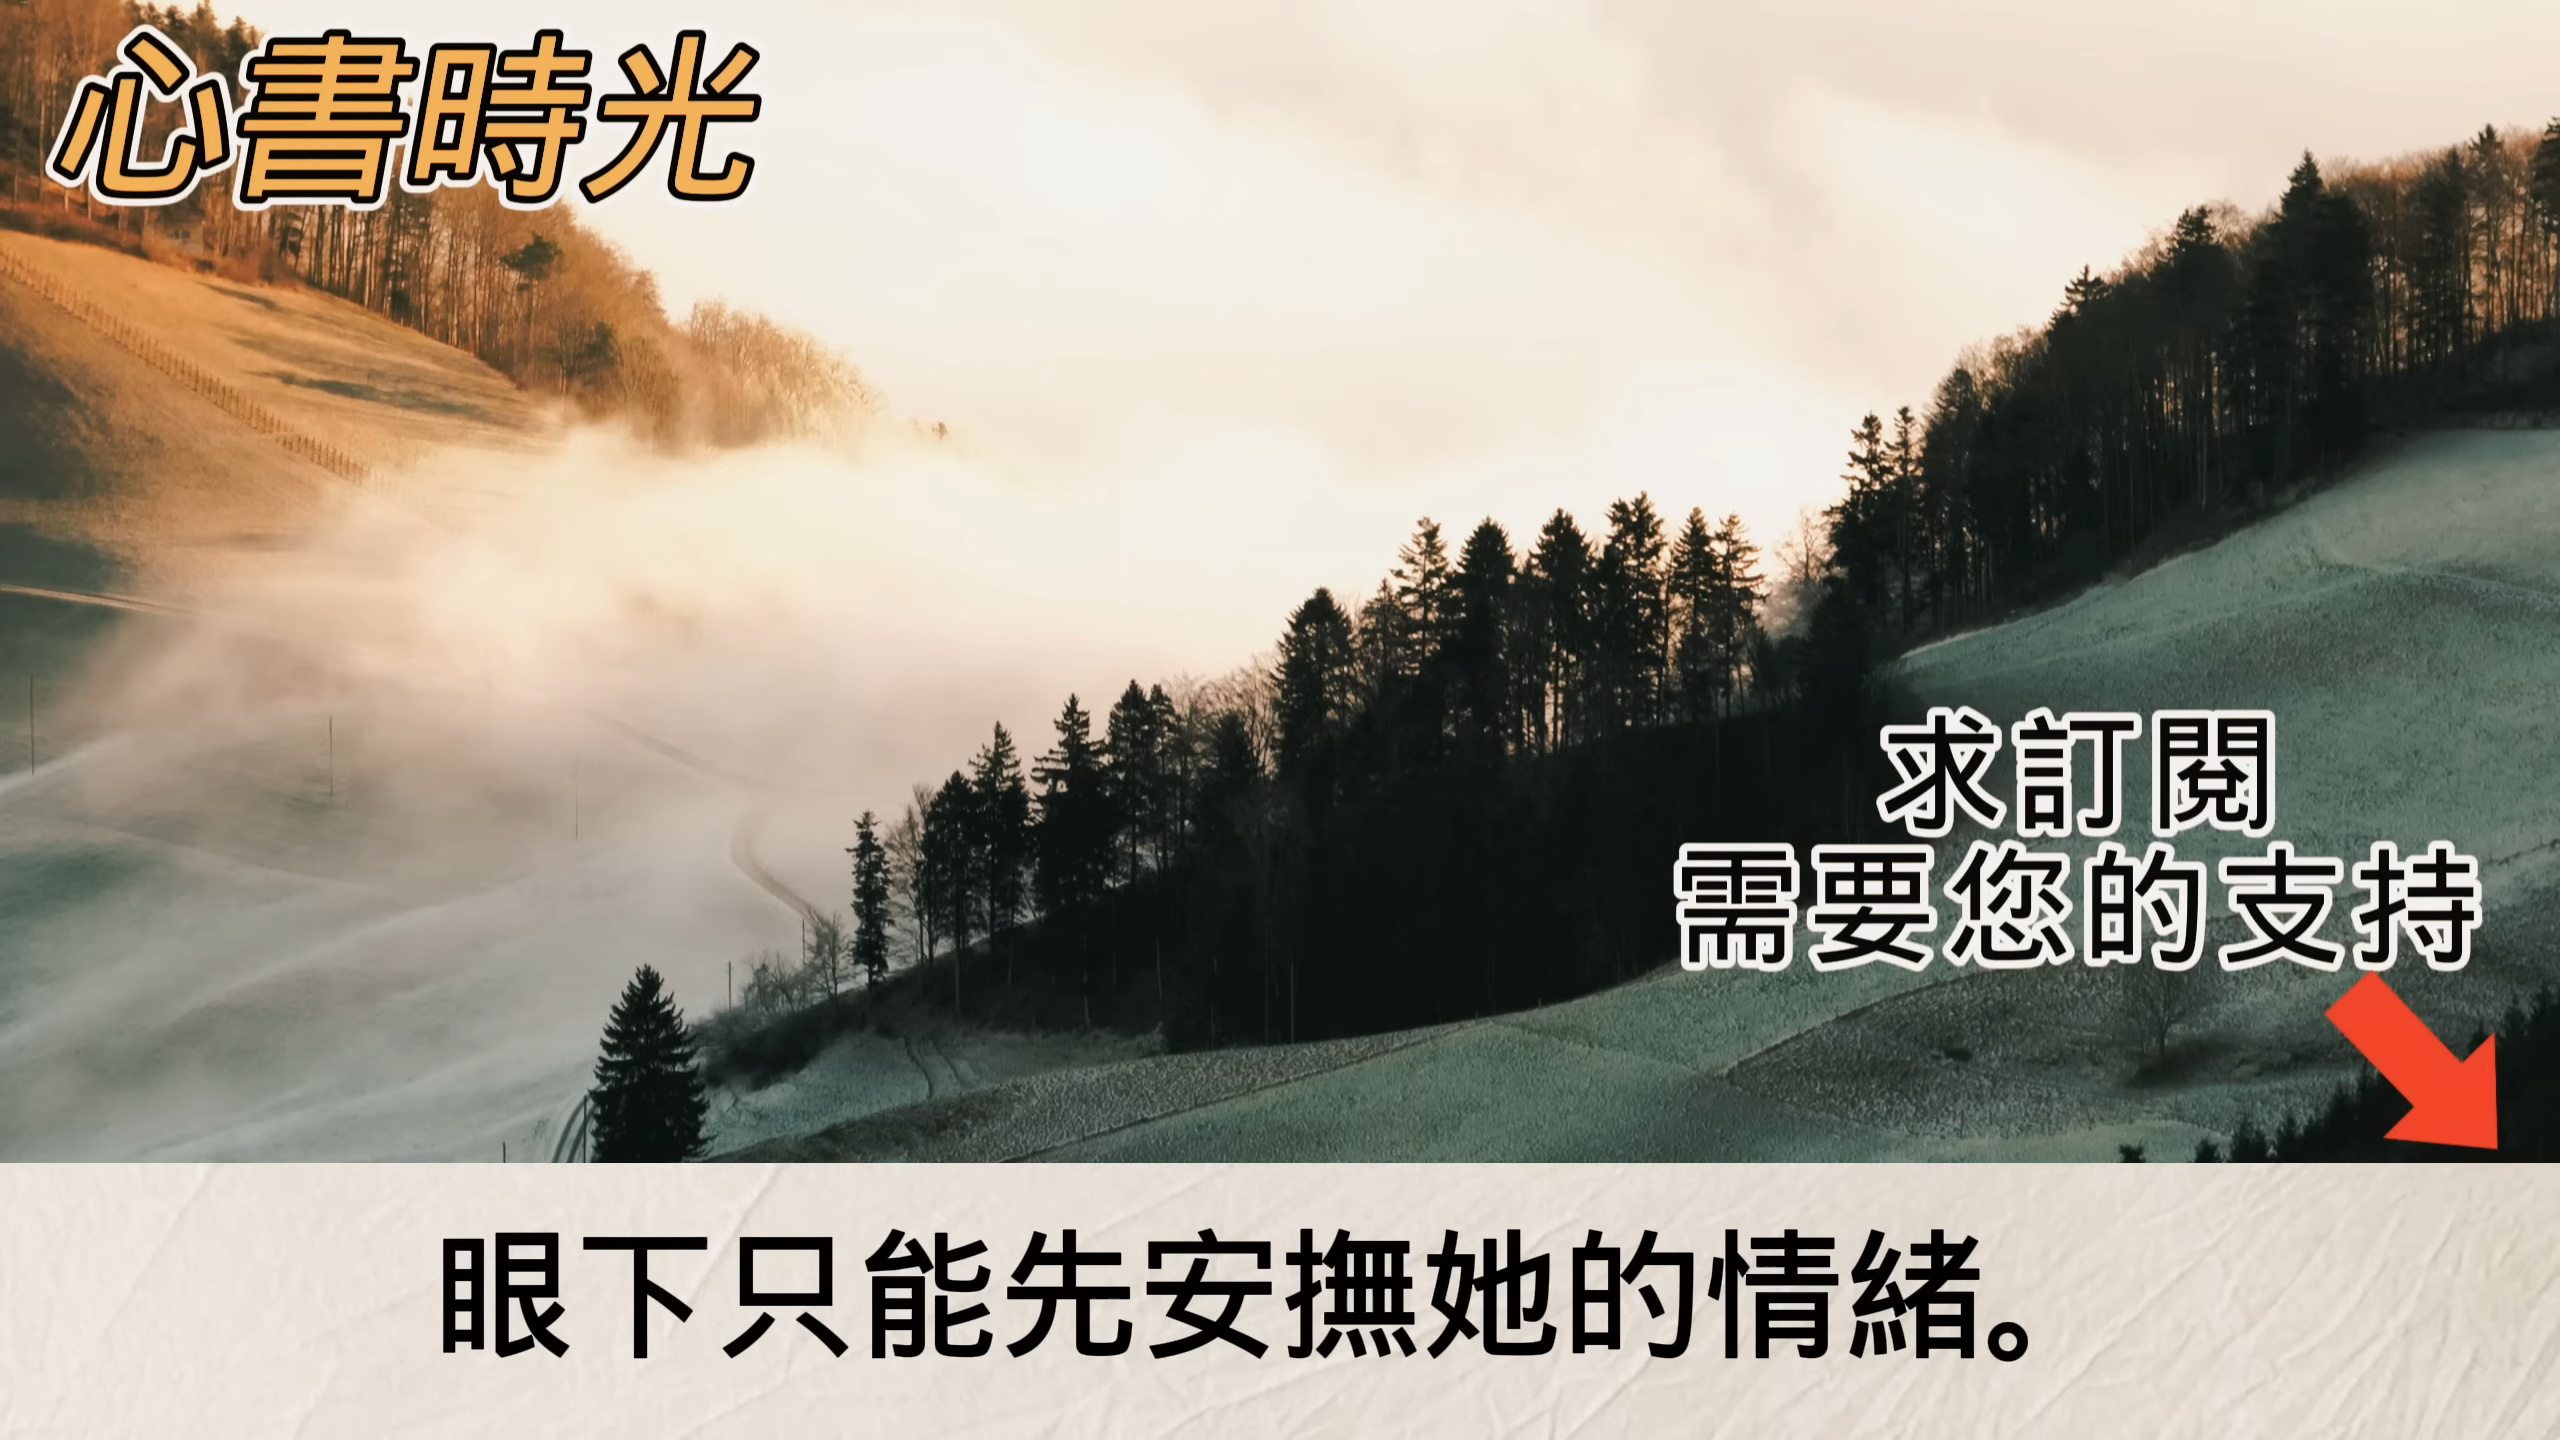 心書時光
求訂閱
需要您的支持
眼下只能先安撫她的情緒。